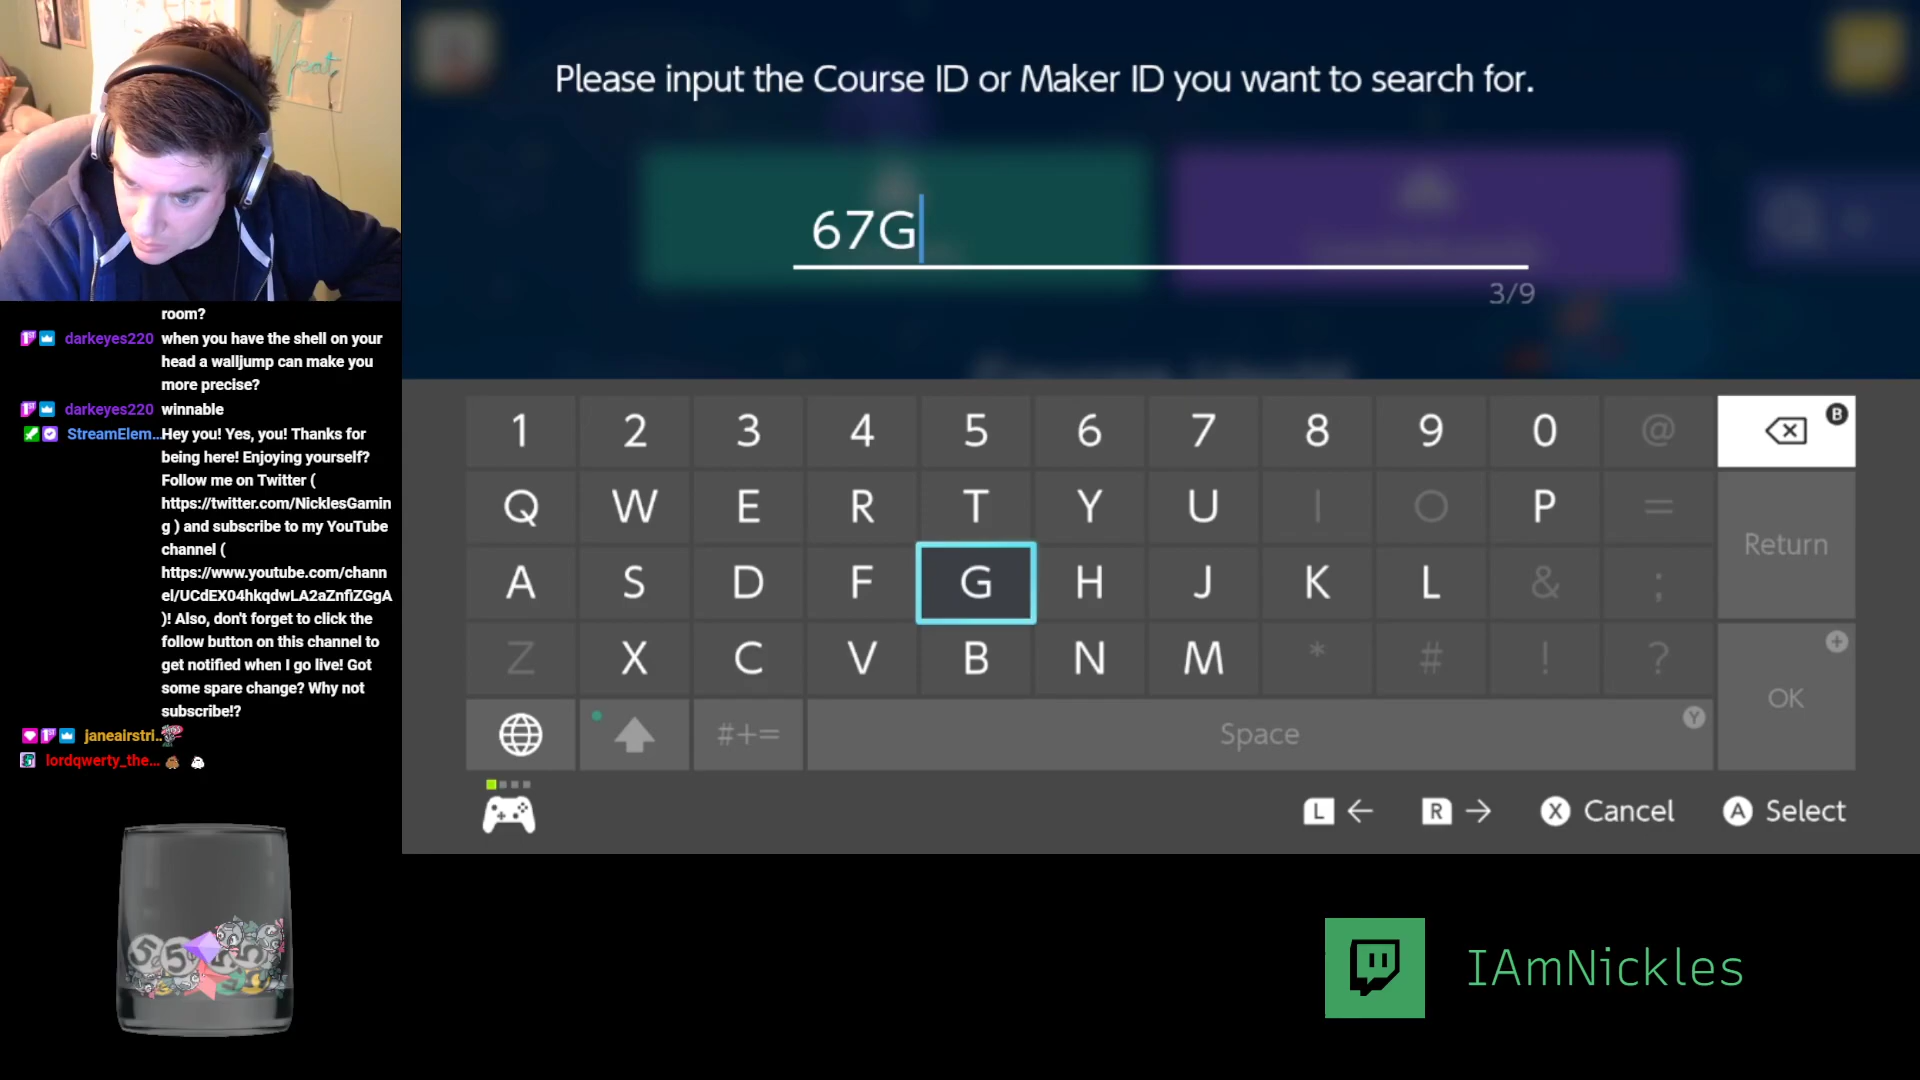 Please input the Course ID or Maker ID you want to search for.
67G
3/9
room?
darkeyes220 when you have the shell on your
head a walljump can make you
more precise?
darkeyes220 winnable
StreamElem... Hey you! Yes, you! Thanks for
being here! Enjoying yourself?
Follow me on Twitter (
https://twitter.com/NicklesGamin
g ) and subscribe to my YouTube
channel (
https://www.youtube.com/chann
el/UCdEX04hkqdwLA2aZnfiZGgA
)! Also, don't forget to click the
follow button on this channel to
get notified when I go live! Got
some spare change? Why not
subscribe!?
janeairstri...
lordqwerty_the...
1 2 3 4 5 6 7 8 9 0 @ B
Q W E R T Y U I O P =
Return
A S D F G H J K L & ;
Z X C V B N M * # ! ?
+
OK
#+= Space Y
L ← R → X Cancel A Select
IAmNickles